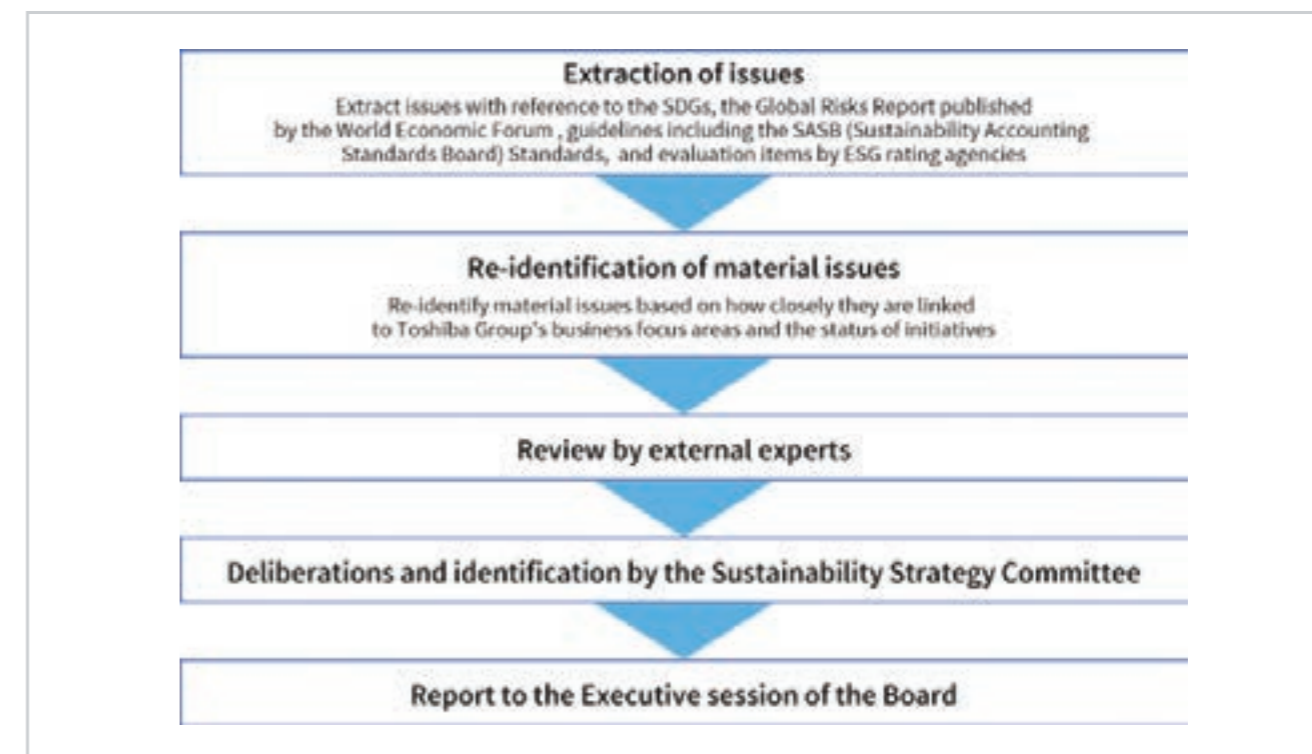 Extraction of issues
Extract issues with reference to the SDGs, the Global Risks Report published
by the World Economic Forum , guidelines including the SASB (Sustainability Accounting
Standards Board) Standards, and evaluation items by ESG rating agencies
Re-identification of material issues
Re-identify material issues based on how closely they are linked
to Toshiba Group's business focus areas and the status of initiatives
Review by external experts
Deliberations and identification by the Sustainability Strategy Committee
Report to the Executive session of the Board